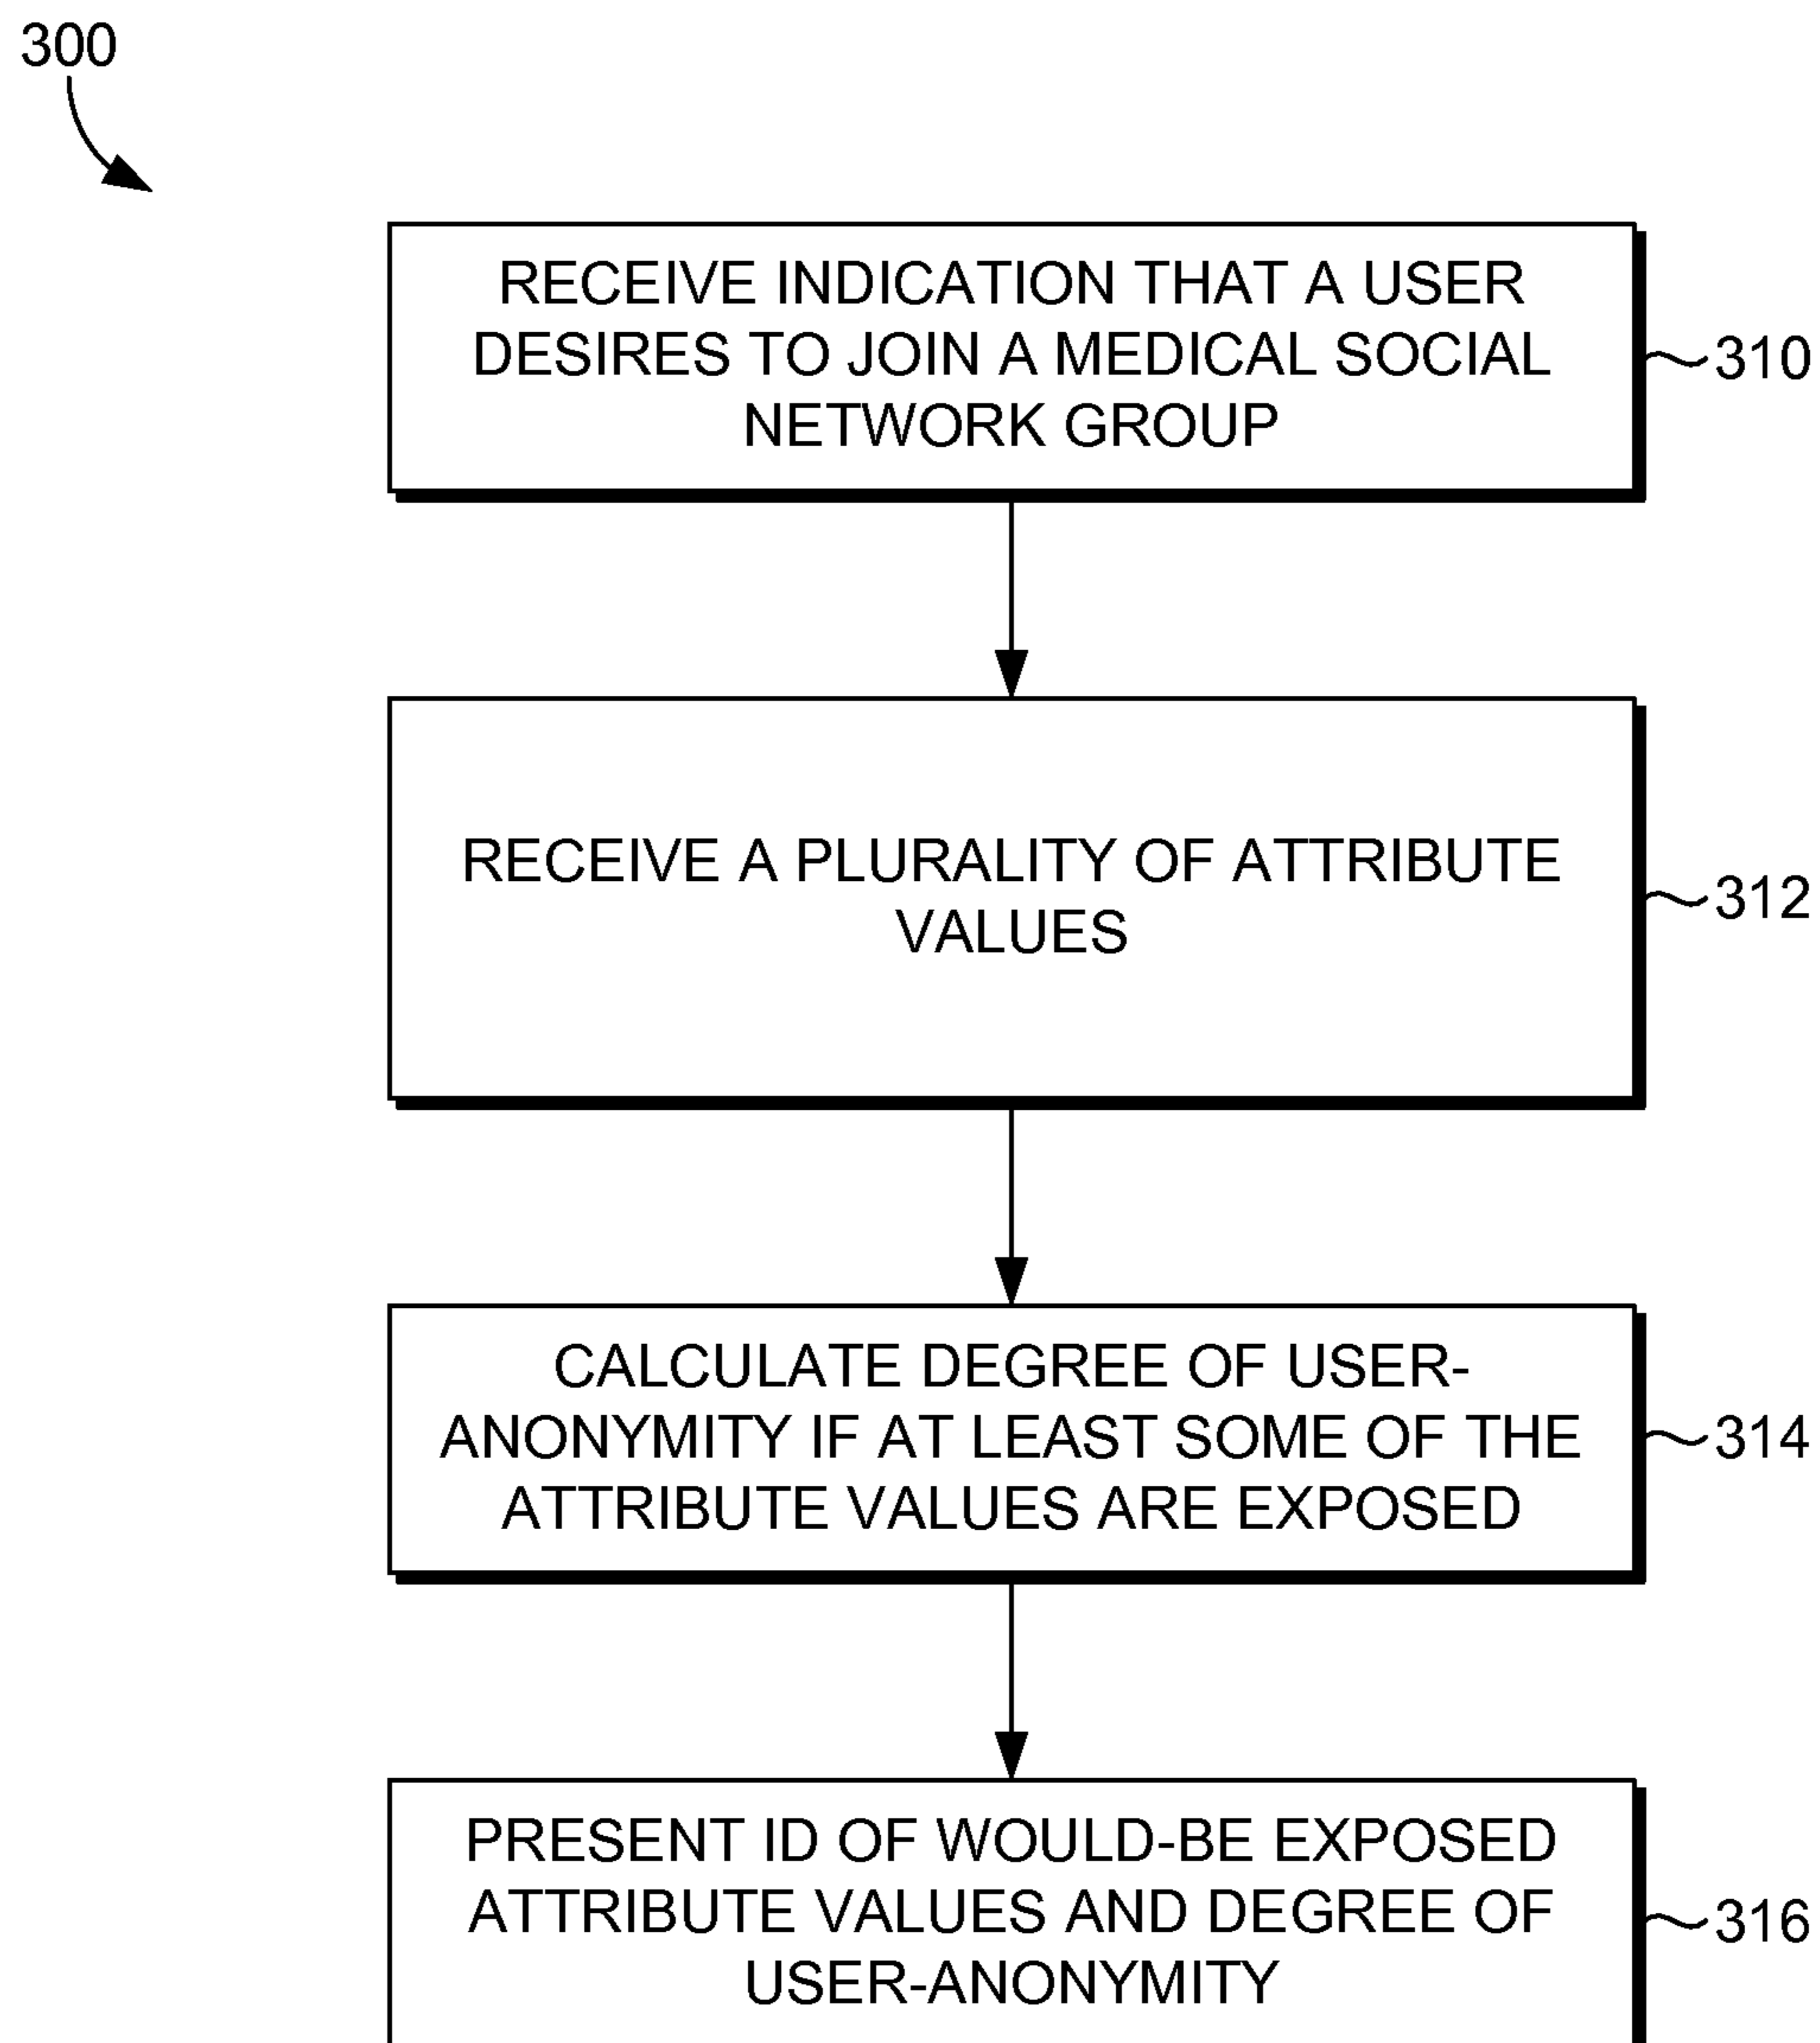 300
RECEIVE INDICATION THAT A USER
DESIRES TO JOIN A MEDICAL SOCIAL
NETWORK GROUP
310
RECEIVE A PLURALITY OF ATTRIBUTE
VALUES
312
CALCULATE DEGREE OF USER-
ANONYMITY IF AT LEAST SOME OF THE
ATTRIBUTE VALUES ARE EXPOSED
314
PRESENT ID OF WOULD-BE EXPOSED
ATTRIBUTE VALUES AND DEGREE OF
USER-ANONYMITY
316